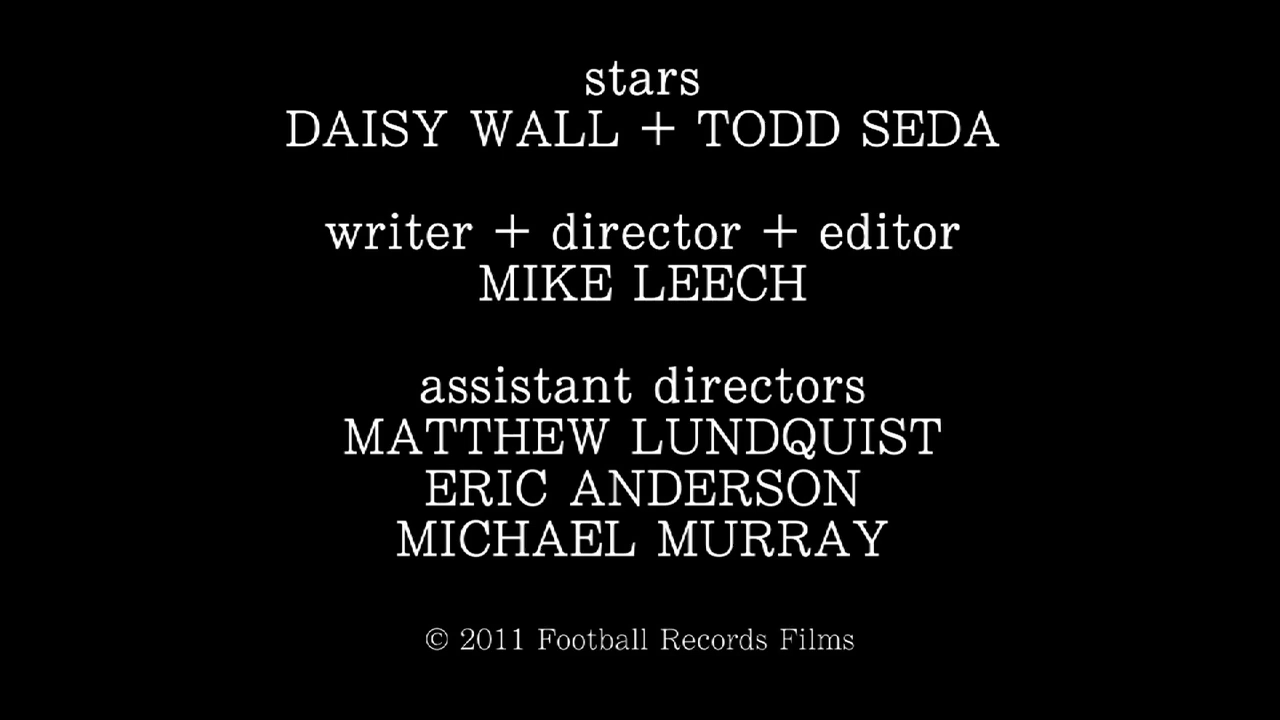 stars
DAISY WALL + TODD SEDA
writer + director + editor
MIKE LEECH
assistant directors
MATTHEW LUNDQUIST
ERIC ANDERSON
MICHAEL MURRAY
© 2011 Football Records Films